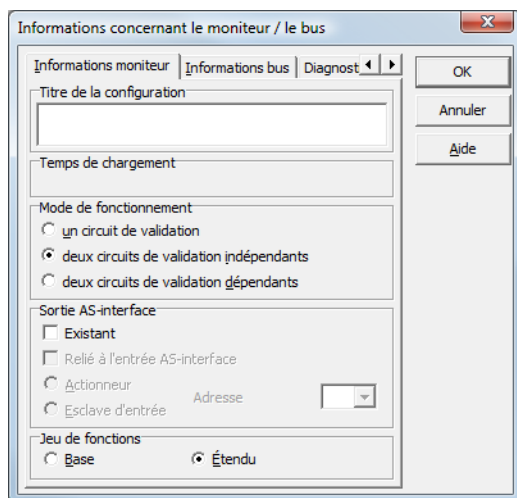 Informations concernant le moniteur / le bus
Informations moniteur Informations bus Diagnost
OK
Titre de la configuration
Annuler
Aide
Temps de chargement
Mode de fonctionnement
un circuit de validation
deux circuits de validation indépendants
deux circuits de validation dépendants
Sortie AS-interface
Existant
Relié à l'entrée AS-interface
Actionneur
Adresse
Esclave d'entrée
Jeu de fonctions
Base Étendu